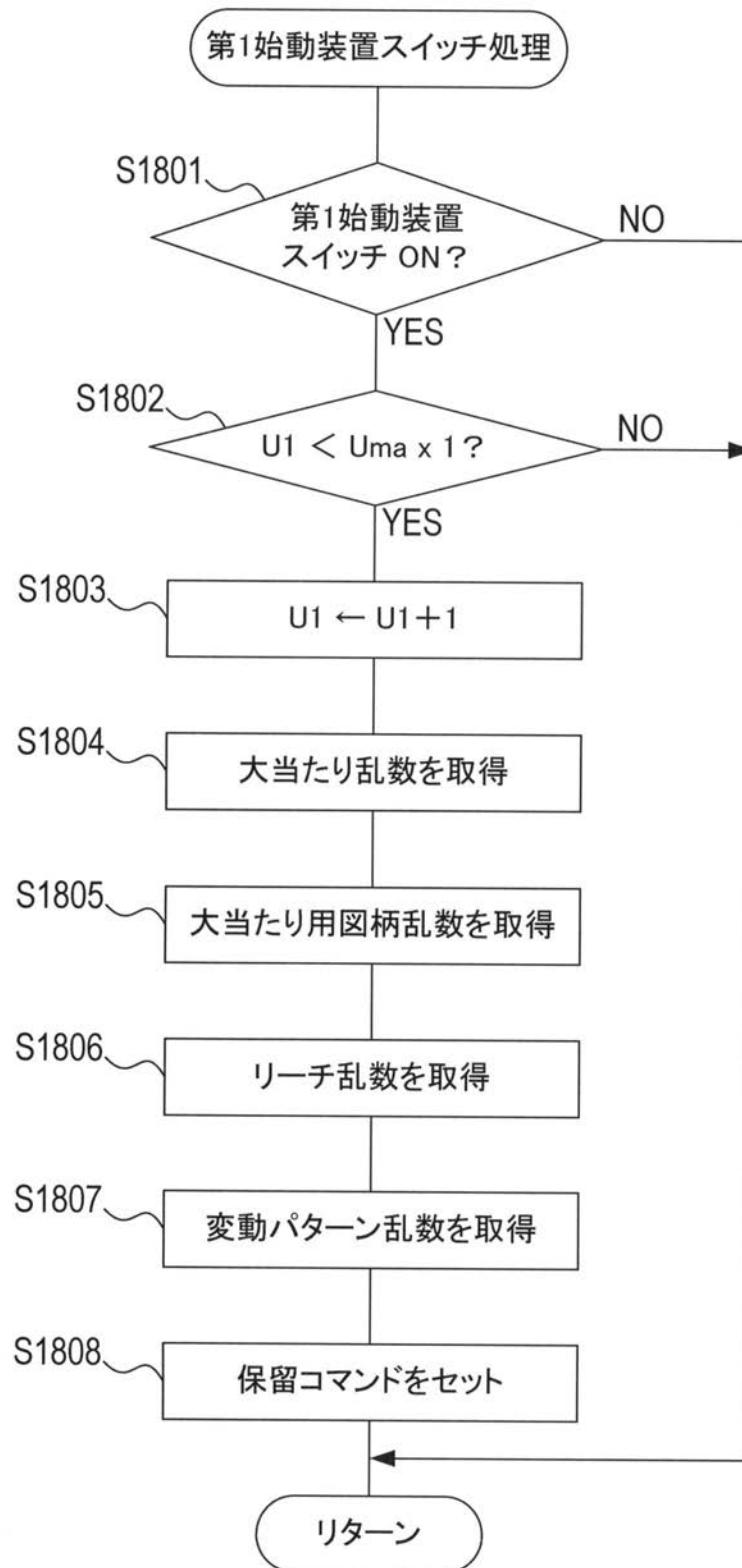 第1始動装置スイッチ処理
S1801
第1始動装置
スイッチ ON?
NO
YES
S1802
U1 < Uma x 1?
NO
YES
S1803
U1 ← U1+1
S1804
大当たり乱数を取得
S1805
大当たり用図柄乱数を取得
S1806
リーチ乱数を取得
S1807
変動パターン乱数を取得
S1808
保留コマンドをセット
リターン